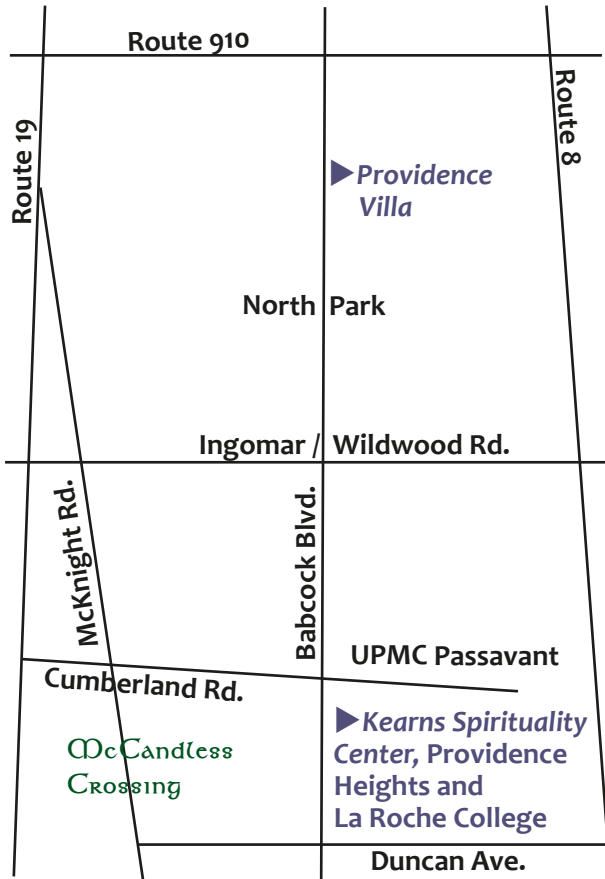 Route 910
Route 19
Route 8
▶Providence
Villa
North Park
Ingomar / Wildwood Rd.
McKnight Rd.
Babcock Blvd.
UPMC Passavant
Cumberland Rd.
▶Kearns Spirituality
Center, Providence
Heights and
La Roche College
McCandless
Crossing
Duncan Ave.